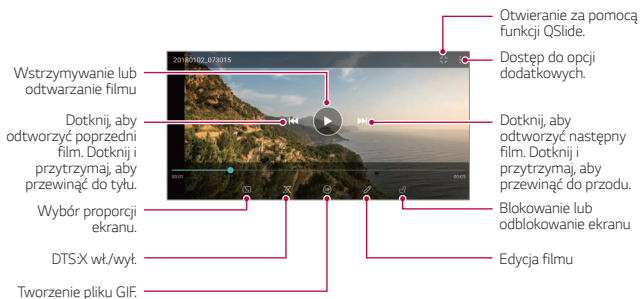 Otwieranie za pomocą
funkcji QSlide.
Dostęp do opcji
dodatkowych.
20180102_073015
Wstrzymywanie lub
odtwarzanie filmu
Dotknij, aby
odtworzyć poprzedni
film. Dotknij i
przytrzymaj, aby
przewinąć do tyłu.
Dotknij, aby
odtworzyć następny
film. Dotknij i
przytrzymaj, aby
przewinąć do przodu.
00:01
00:05
Wybór proporcji
ekranu.
Blokowanie lub
odblokowanie ekranu
DTS:X wł./wył.
Edycja filmu
Tworzenie pliku GIF.